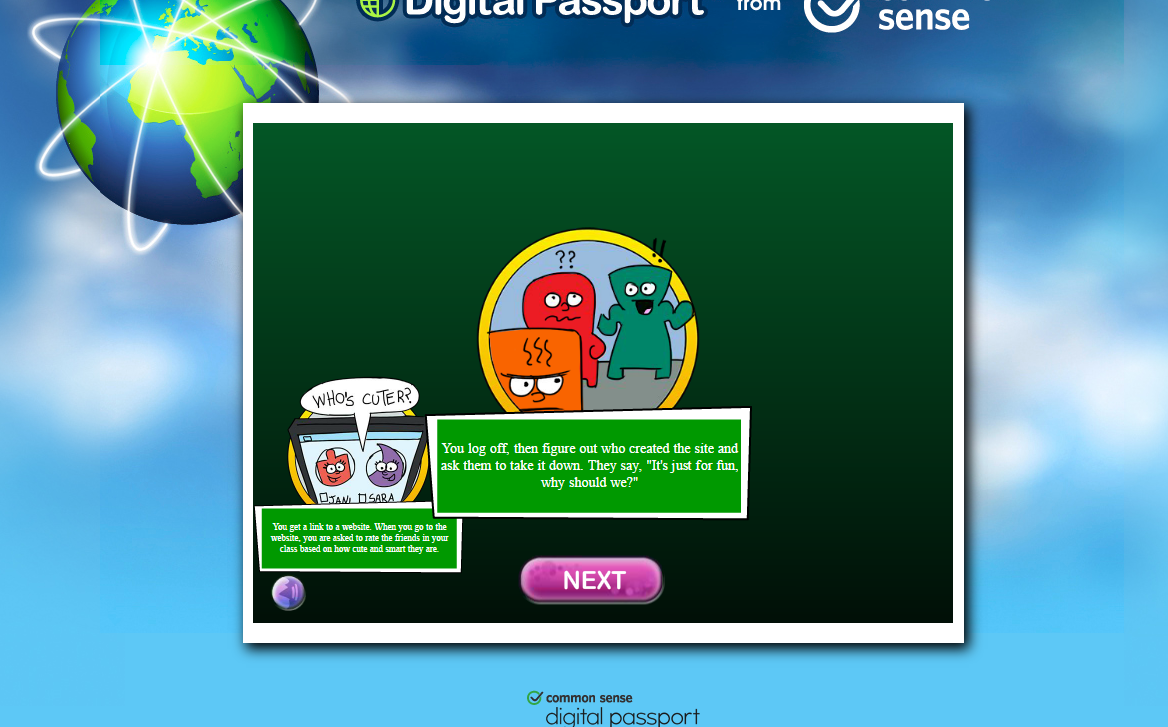 Digital Passport from
sense
??
!!
WHO'S CUTER?
JANI SARA
You log off, then figure out who created the site and
ask them to take it down. They say, "It's just for fun,
why should we?"
You get a link to a website. When you go to the
website, you are asked to rate the friends in your
class based on how cute and smart they are.
NEXT
common sense
digital passport